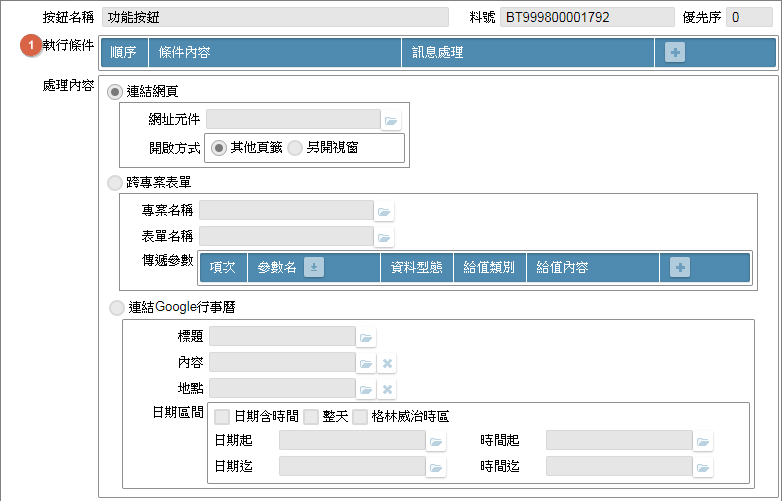 按鈕名稱 功能按鈕 料號 BT999800001792 優先序 0
1 執行條件 順序 條件內容 訊息處理
處理內容 連結網頁
網址元件
開啟方式 其他頁籤 另開視窗
跨專案表單
專案名稱
表單名稱
傳遞參數 項次 參數名 資料型態 給值類別 給值內容
連結Google行事曆
標題
內容
地點
日期區間 日期含時間 整天 格林威治時區
日期起 時間起
日期迄 時間迄